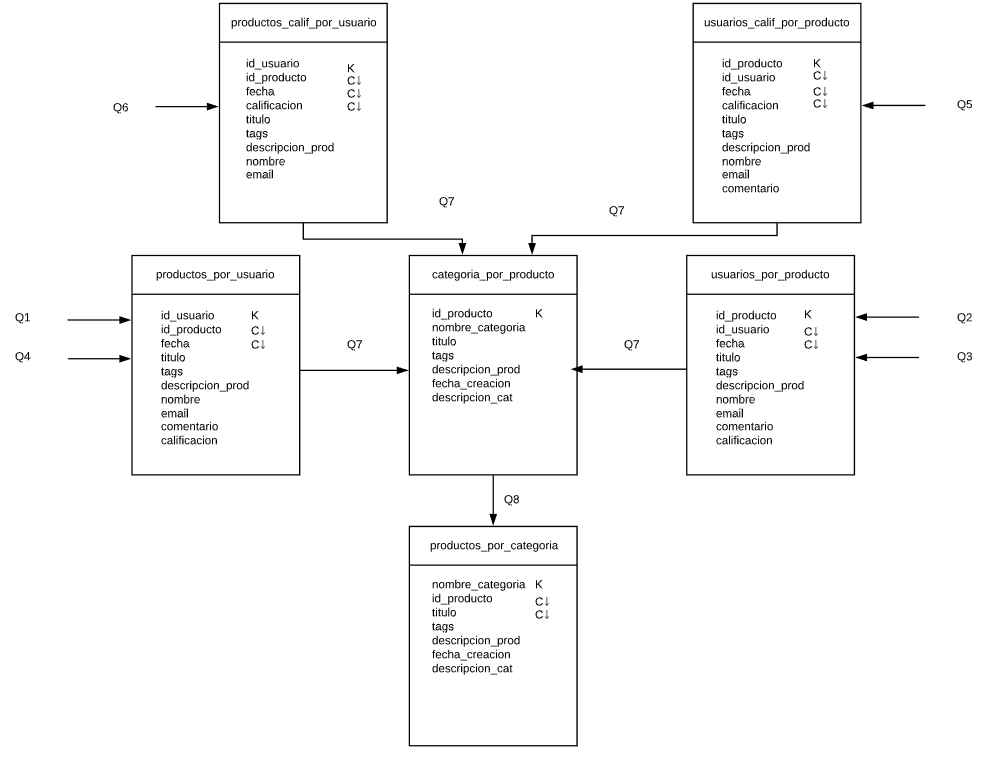 productos_calif_por_usuario
id_usuario K
id_producto C↓
fecha C↓
calificacion C↓
titulo
tags
descripcion_prod
nombre
email
Q6
usuarios_calif_por_producto
id_producto K
id_usuario C↓
fecha C↓
calificacion C↓
titulo
tags
descripcion_prod
nombre
email
comentario
Q5
Q7
Q7
productos_por_usuario
id_usuario K
id_producto C↓
fecha C↓
titulo
tags
descripcion_prod
nombre
email
comentario
calificacion
Q1
Q4
Q7
categoria_por_producto
id_producto K
nombre_categoria
titulo
tags
descripcion_prod
fecha_creacion
descripcion_cat
Q7
usuarios_por_producto
id_producto K
id_usuario C↓
fecha C↓
titulo
tags
descripcion_prod
nombre
email
comentario
calificacion
Q2
Q3
Q8
productos_por_categoria
nombre_categoria K
id_producto C↓
titulo C↓
tags
descripcion_prod
fecha_creacion
descripcion_cat